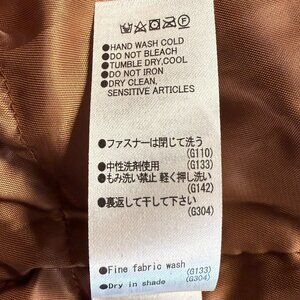 ●HAND WASH COLD
●DO NOT BLEACH
●TUMBLE DRY,COOL
●DO NOT IRON
●DRY CLEAN,
SENSITIVE ARTICLES
●ファスナーは閉じて洗う
(G110)
●中性洗剤使用
(G133)
●もみ洗い禁止 軽く押し洗い
(G142)
●裏返して干して下さい
(G304)
●Fine fabric wash (G133)
●Dry in shade (G304)